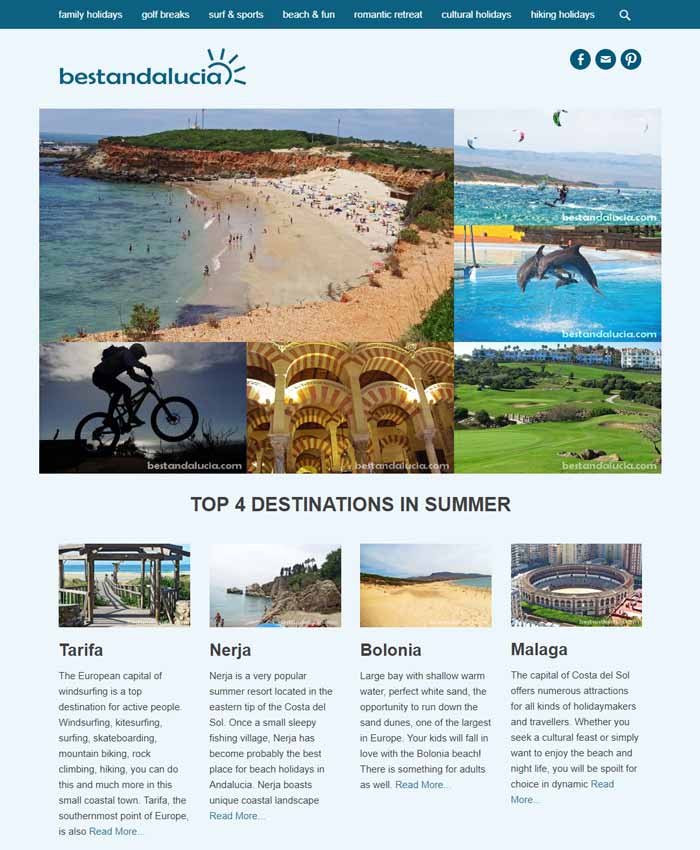 family holidays golf breaks surf & sports beach & fun romantic retreat cultural holidays hiking holidays
bestandalucia
bestandalucia.com
bestandalucia.com
bestandalucia.com
bestandalucia.com
bestandalucia.com
TOP 4 DESTINATIONS IN SUMMER
Tarifa
The European capital of
windsurfing is a top
destination for active people.
Windsurfing, kitesurfing,
surfing, skateboarding,
mountain biking, rock
climbing, hiking, you can do
this and much more in this
small coastal town. Tarifa, the
southernmost point of Europe,
is also Read More...
Nerja
Nerja is a very popular
summer resort located in the
eastern tip of the Costa del
Sol. Once a small sleepy
fishing village, Nerja has
become probably the best
place for beach holidays in
Andalucia. Nerja boasts
unique coastal landscape
Read More...
Bolonia
Large bay with shallow warm
water, perfect white sand, the
opportunity to run down the
sand dunes, one of the largest
in Europe. Your kids will fall in
love with the Bolonia beach!
There is something for adults
as well. Read More...
Malaga
The capital of Costa del Sol
offers numerous attractions
for all kinds of holidaymakers
and travellers. Whether you
seek a cultural feast or simply
want to enjoy the beach and
night life, you will be spoilt for
choice in dynamic Read
More...